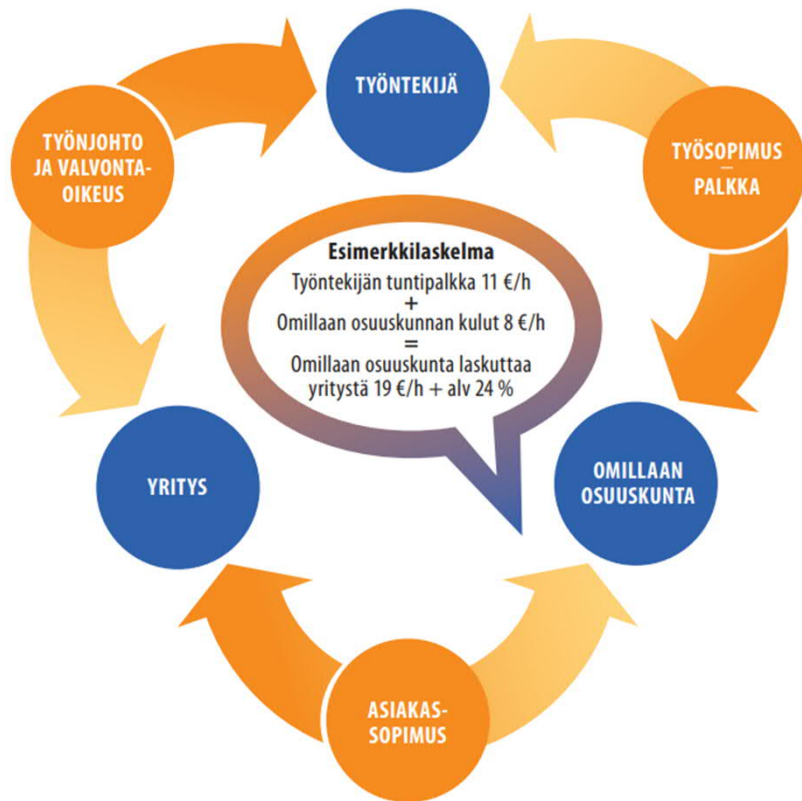 TYÖNTEKIJÄ
TYÖNJOHTO
JA VALVONTA-
OIKEUS
TYÖSOPIMUS
–
PALKKA
Esimerkkilaskelma
Työntekijän tuntipalkka 11 €/h
+
Omillaan osuuskunnan kulut 8 €/h
=
Omillaan osuuskunta laskuttaa
yritystä 19 €/h + alv 24 %
YRITYS
OMILLAAN
OSUUSKUNTA
ASIAKAS-
SOPIMUS